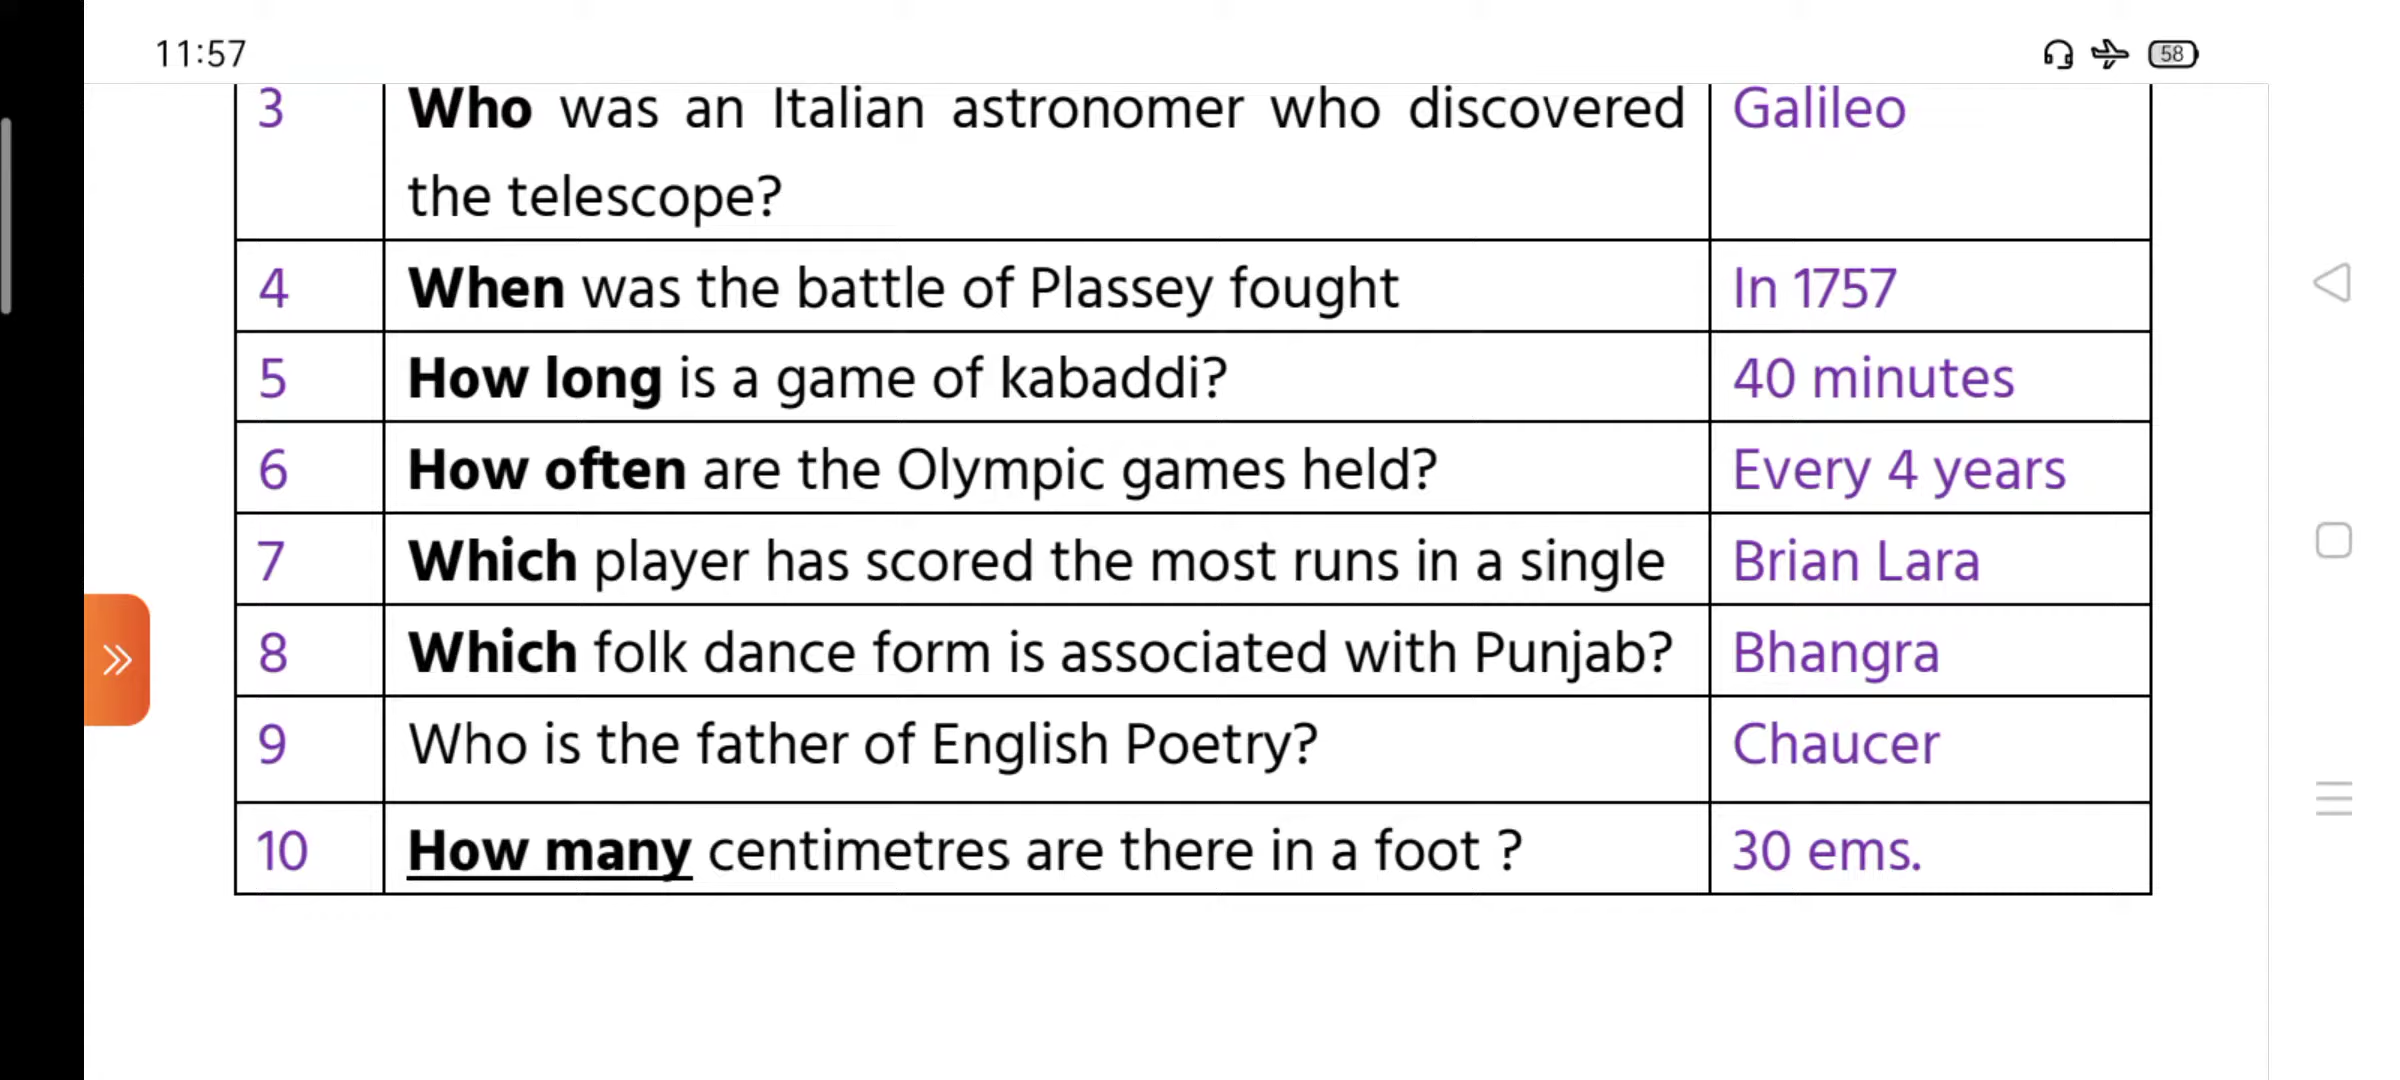 11:57
58
3 Who was an Italian astronomer who discovered Galileo
the telescope?
4 When was the battle of Plassey fought In 1757
5 How long is a game of kabaddi? 40 minutes
6 How often are the Olympic games held? Every 4 years
7 Which player has scored the most runs in a single Brian Lara
8 Which folk dance form is associated with Punjab? Bhangra
9 Who is the father of English Poetry? Chaucer
10 How many centimetres are there in a foot ? 30 ems.